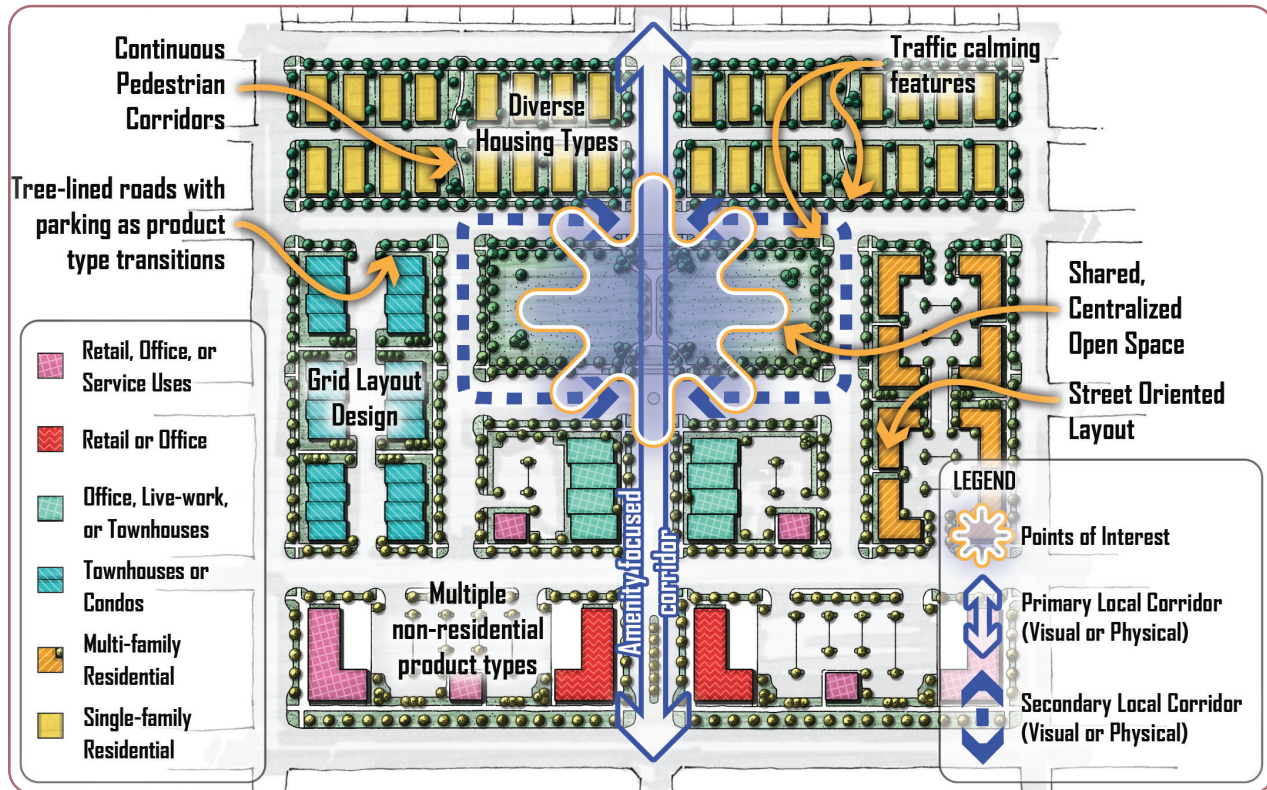 Continuous
Pedestrian
Corridors
Diverse
Housing Types
Traffic calming
features
Tree-lined roads with
parking as product
type transitions
Shared,
Centralized
Open Space
Grid Layout
Design
Street Oriented
Layout
Amenity focused
corridor
Multiple
non-residential
product types
Retail, Office, or
Service Uses
Retail or Office
Office, Live-work,
or Townhouses
Townhouses or
Condos
Multi-family
Residential
Single-family
Residential
LEGEND
Points of Interest
Primary Local Corridor
(Visual or Physical)
Secondary Local Corridor
(Visual or Physical)